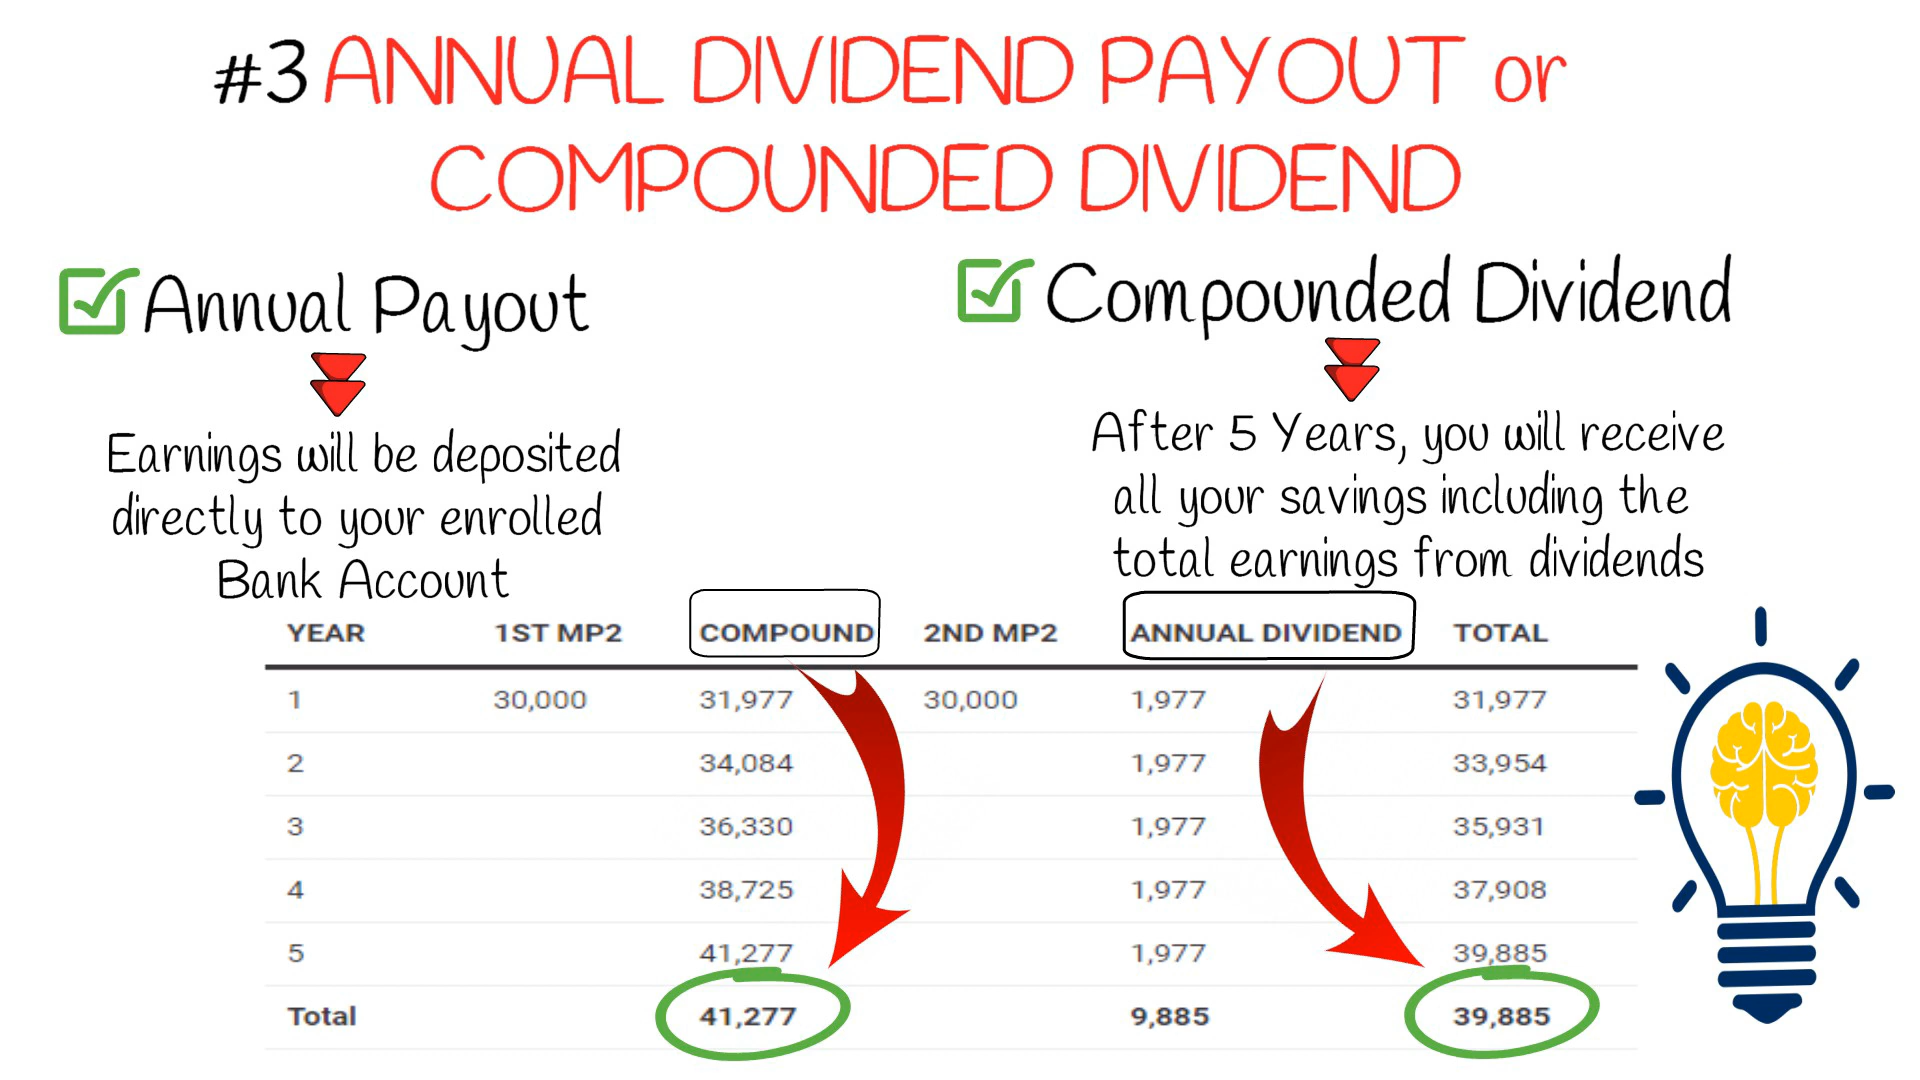 #3 ANNUAL DIVIDEND PAYOUT or
COMPOUNDED DIVIDEND
Annual Payout
Earnings will be deposited
directly to your enrolled
Bank Account
Compounded Dividend
After 5 Years, you will receive
all your savings including the
total earnings from dividends
YEAR 1ST MP2 COMPOUND 2ND MP2 ANNUAL DIVIDEND TOTAL
1 30,000 31,977 30,000 1,977 31,977
2 34,084 1,977 33,954
3 36,330 1,977 35,931
4 38,725 1,977 37,908
5 41,277 1,977 39,885
Total 41,277 9,885 39,885